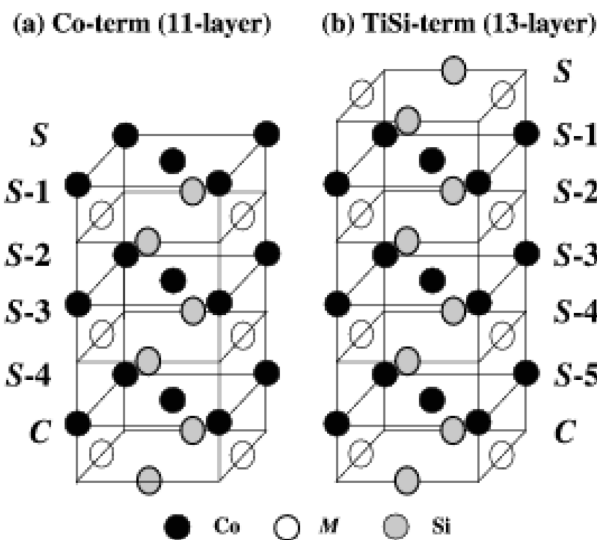 (a) Co-term (11-layer) (b) TiSi-term (13-layer)
S
S
S-1
S-1
S-2
S-2
S-3
S-3
S-4
S-4
S-5
C
C
Co M Si